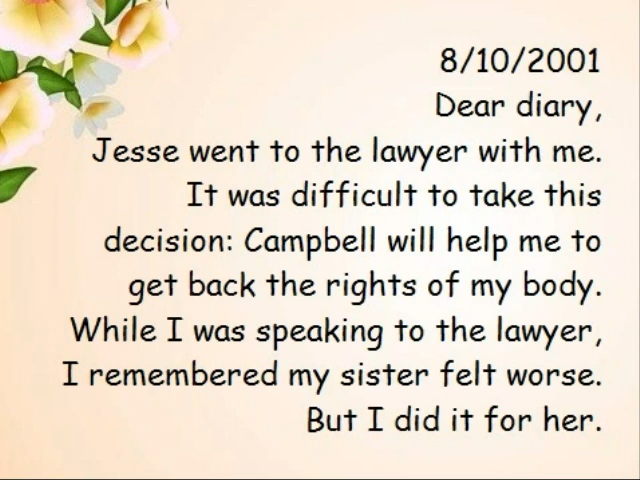 8/10/2001
Dear diary,
Jesse went to the lawyer with me.
It was difficult to take this
decision: Campbell will help me to
get back the rights of my body.
While I was speaking to the lawyer,
I remembered my sister felt worse.
But I did it for her.